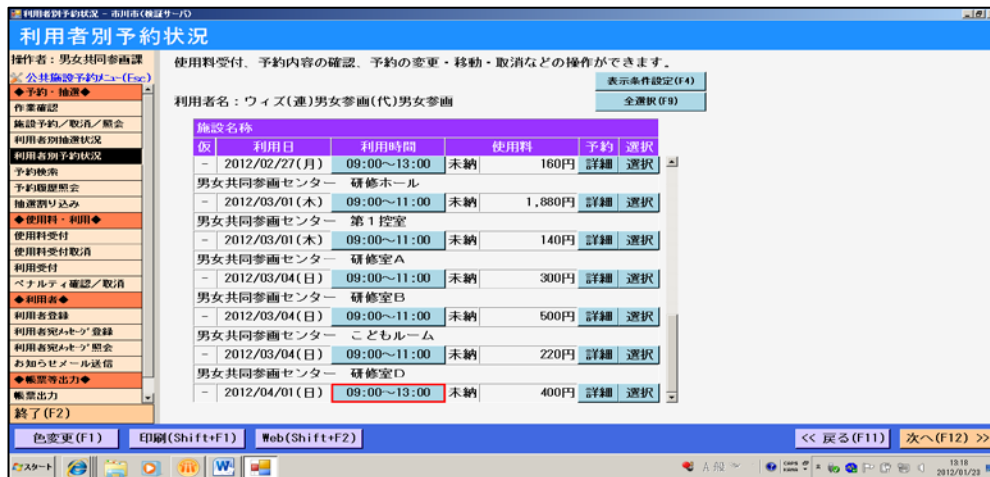 利用者別予約状況 - 市川市(検証サーバ)
利用者別予約状況
操作者：男女共同参画課
公共施設予約メニュー(Esc)
◆予約・抽選◆
作業確認
施設予約／取消／照会
利用者別抽選状況
利用者別予約状況
予約検索
予約履歴照会
抽選割り込み
◆使用料・利用◆
使用料受付
使用料受付取消
利用受付
ペナルティ確認／取消
◆利用者◆
利用者登録
利用者宛メッセージ登録
利用者宛メッセージ照会
お知らせメール送信
◆帳票等出力◆
帳票出力
終了(F2)
使用料受付、予約内容の確認、予約の変更・移動・取消などの操作ができます。
表示条件設定(F4)
利用者名：ウィズ(連)男女参画(代)男女参画
全選択(F9)
施設名称
仮 利用日 利用時間 使用料 予約 選択
- 2012/02/27(月) 09:00～13:00 未納 160円 詳細 選択
男女共同参画センター 研修ホール
- 2012/03/01(木) 09:00～11:00 未納 1,880円 詳細 選択
男女共同参画センター 第１控室
- 2012/03/01(木) 09:00～11:00 未納 140円 詳細 選択
男女共同参画センター 研修室A
- 2012/03/04(日) 09:00～11:00 未納 300円 詳細 選択
男女共同参画センター 研修室B
- 2012/03/04(日) 09:00～11:00 未納 500円 詳細 選択
男女共同参画センター こどもルーム
- 2012/03/04(日) 09:00～11:00 未納 220円 詳細 選択
男女共同参画センター 研修室D
- 2012/04/01(日) 09:00～13:00 未納 400円 詳細 選択
色変更(F1) 印刷(Shift+F1) Web(Shift+F2) << 戻る(F11) 次へ(F12) >>
スタート A 般 CAPS KANA 13:18
2012/01/23